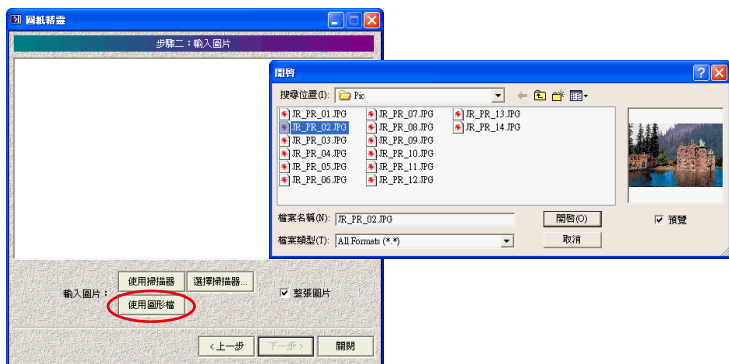 圖紙精靈
步驟二：輸入圖片
輸入圖片：
使用掃描器
選擇掃描器...
使用圖形檔
整張圖片
<上一步
下一步>
關閉
開啓
搜尋位置(I):
Pic
JR_PR_01.JPG
JR_PR_02.JPG
JR_PR_03.JPG
JR_PR_04.JPG
JR_PR_05.JPG
JR_PR_06.JPG
JR_PR_07.JPG
JR_PR_08.JPG
JR_PR_09.JPG
JR_PR_10.JPG
JR_PR_11.JPG
JR_PR_12.JPG
JR_PR_13.JPG
JR_PR_14.JPG
檔案名稱(N):
JR_PR_02.JPG
開啓(O)
預覽
檔案類型(T):
All Formats (*.*)
取消